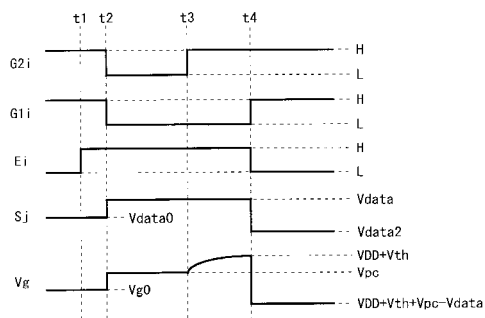 t1 t2 t3 t4
G2i H
L
G1i H
L
Ei H
L
Sj Vdata
Vdata0
Vdata2
VDD+Vth
Vg Vpc
Vg0
VDD+Vth+Vpc-Vdata